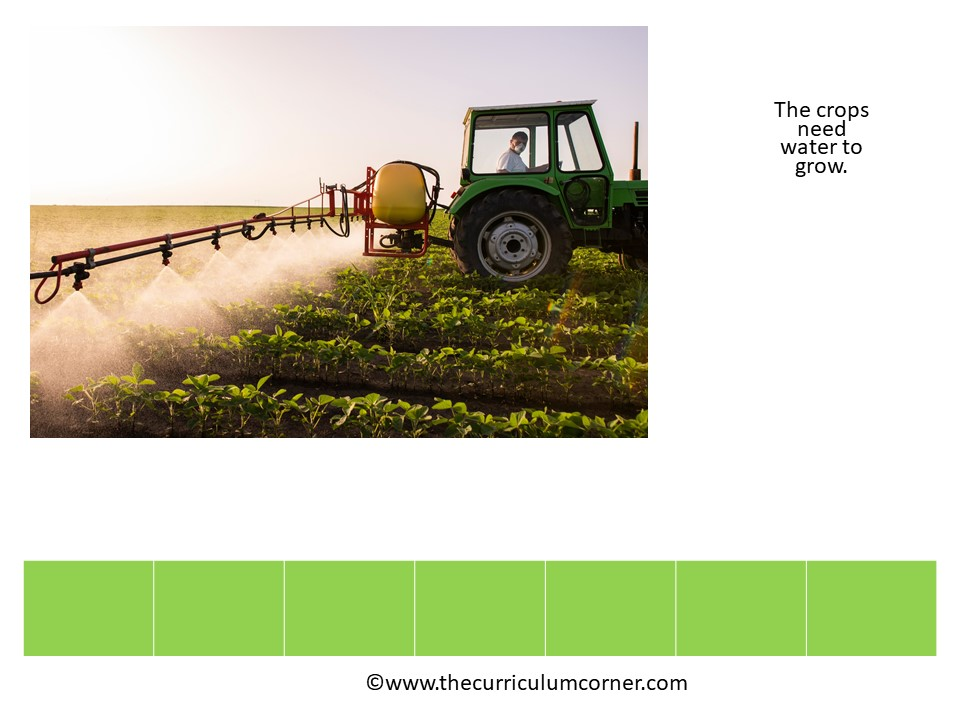 The crops
need
water to
grow.
©www.thecurriculumcorner.com